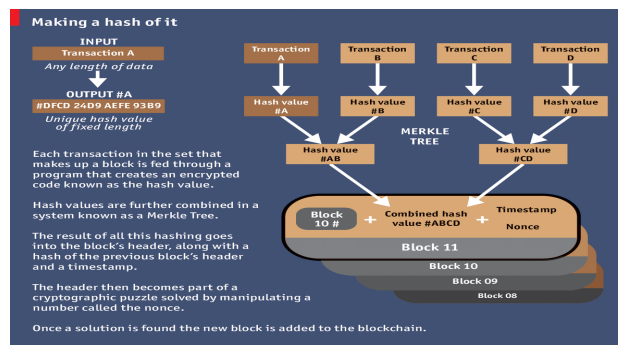 Making a hash of it
INPUT
Transaction A
Any length of data
OUTPUT #A
#DFCD 24D9 AEFE 93B9
Unique hash value
of fixed length
Each transaction in the set that
makes up a block is fed through a
program that creates an encrypted
code known as the hash value.
Hash values are further combined in a
system known as a Merkle Tree.
The result of all this hashing goes
into the block's header, along with a
hash of the previous block's header
and a timestamp.
The header then becomes part of a
cryptographic puzzle solved by manipulating a
number called the nonce.
Once a solution is found the new block is added to the blockchain.
Transaction
A
Transaction
B
Transaction
C
Transaction
D
Hash value
#A
Hash value
#B
Hash value
#C
Hash value
#D
MERKLE
TREE
Hash value
#AB
Hash value
#CD
Block
10 #
+
Combined hash
value #ABCD
+
Timestamp
Nonce
Block 11
Block 10
Block 09
Block 08